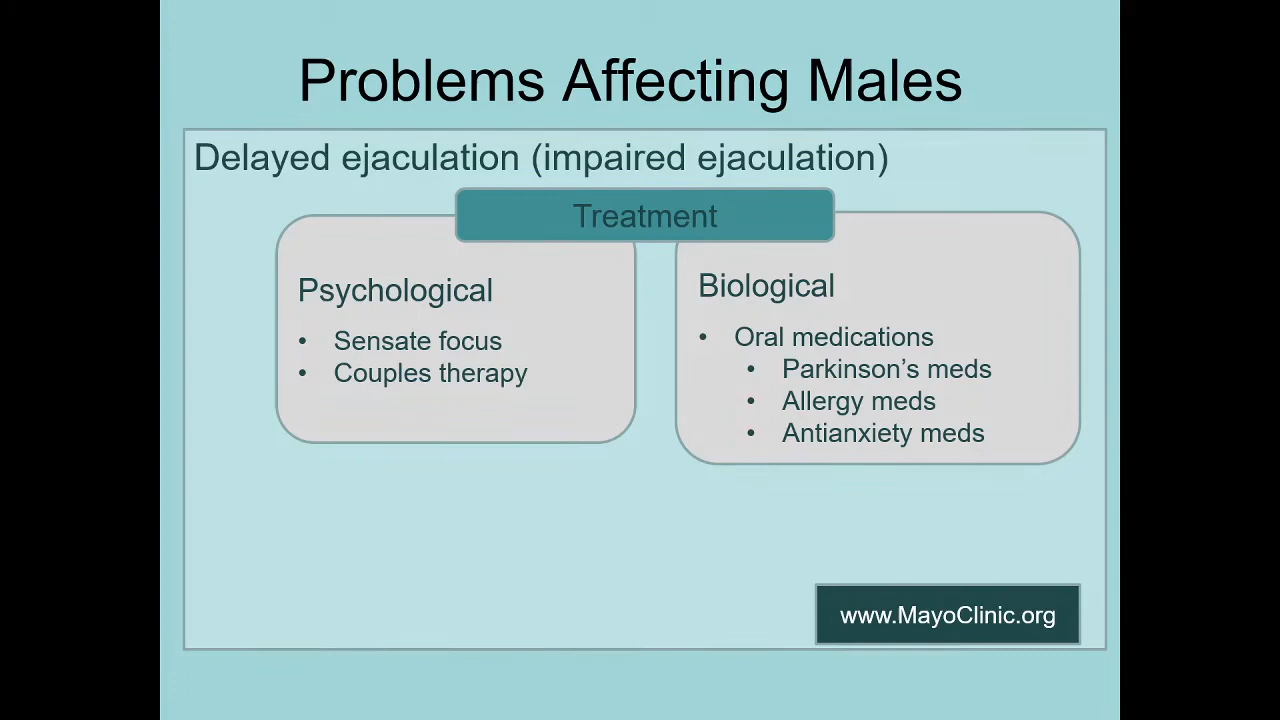 Problems Affecting Males
Delayed ejaculation (impaired ejaculation)
Treatment
Psychological
• Sensate focus
• Couples therapy
Biological
• Oral medications
• Parkinson’s meds
• Allergy meds
• Antianxiety meds
www.MayoClinic.org